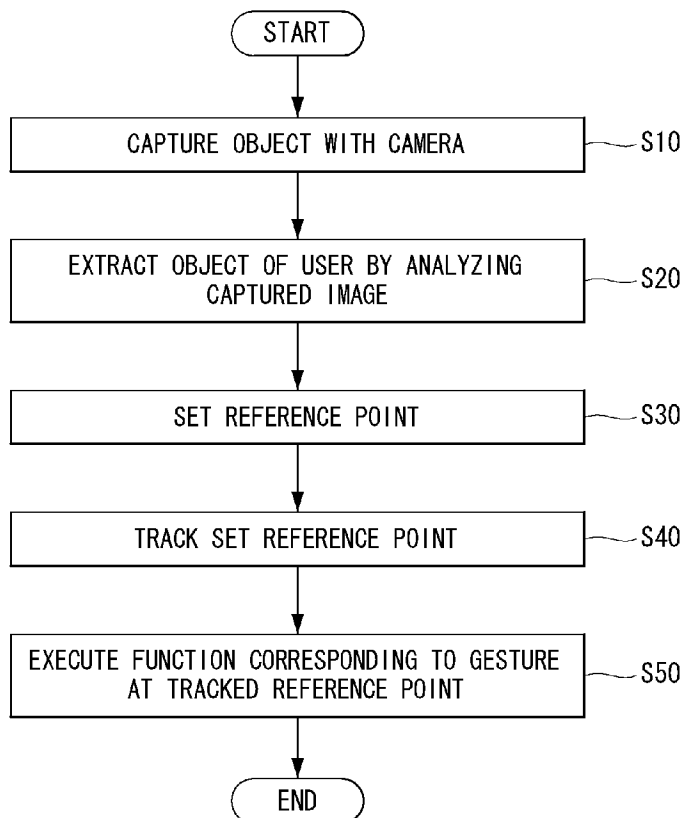 START
CAPTURE OBJECT WITH CAMERA
S10
EXTRACT OBJECT OF USER BY ANALYZING
CAPTURED IMAGE
S20
SET REFERENCE POINT
S30
TRACK SET REFERENCE POINT
S40
EXECUTE FUNCTION CORRESPONDING TO GESTURE
AT TRACKED REFERENCE POINT
S50
END